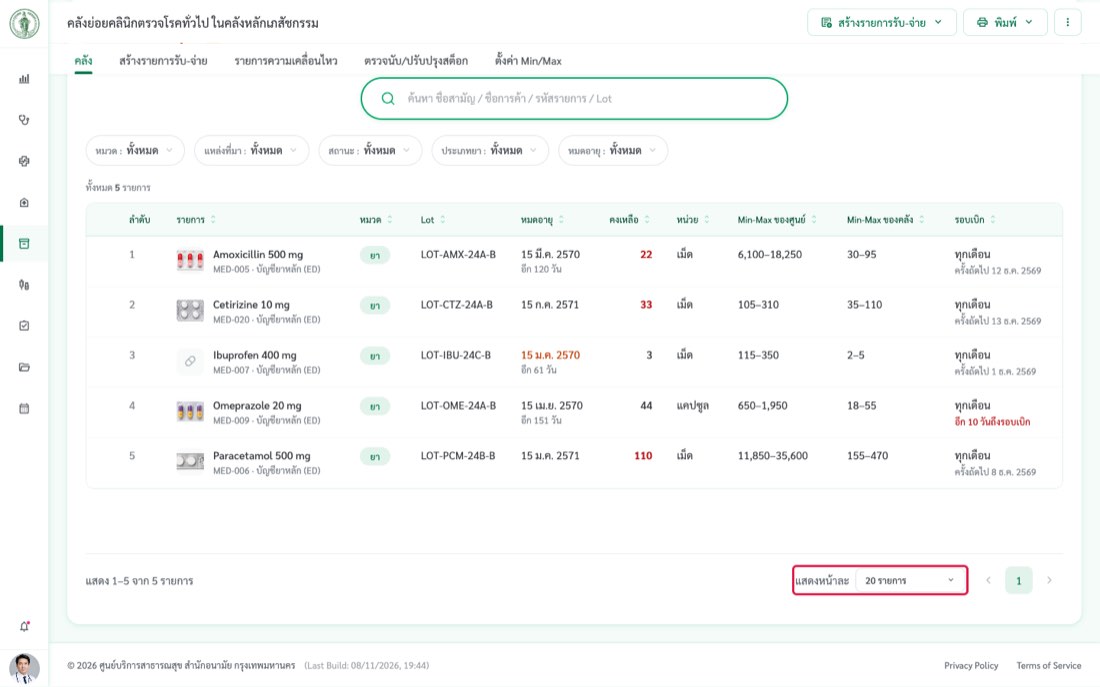 คลังย่อยคลินิกตรวจโรคทั่วไป ในคลังหลักเภสัชกรรม
สร้างรายการรับ-จ่าย
พิมพ์
คลัง
สร้างรายการรับ-จ่าย
รายการความเคลื่อนไหว
ตรวจนับ/ปรับปรุงสต็อก
ตั้งค่า Min/Max
ค้นหา ชื่อสามัญ / ชื่อการค้า / รหัสรายการ / Lot
หมวด : ทั้งหมด
แหล่งที่มา : ทั้งหมด
สถานะ : ทั้งหมด
ประเภทยา : ทั้งหมด
หมดอายุ : ทั้งหมด
ทั้งหมด 5 รายการ
ลำดับ รายการ หมวด Lot หมดอายุ คงเหลือ หน่วย Min-Max ของศูนย์ Min-Max ของคลัง รอบเบิก
1 Amoxicillin 500 mg ยา LOT-AMX-24A-B 15 มี.ค. 2570 22 เม็ด 6,100–18,250 30–95 ทุกเดือน
MED-005 · บัญชียาหลัก (ED) อีก 120 วัน ครั้งถัดไป 12 ธ.ค. 2569
2 Cetirizine 10 mg ยา LOT-CTZ-24A-B 15 ก.ค. 2571 33 เม็ด 105–310 35–110 ทุกเดือน
MED-020 · บัญชียาหลัก (ED) ครั้งถัดไป 13 ธ.ค. 2569
3 Ibuprofen 400 mg ยา LOT-IBU-24C-B 15 ม.ค. 2570 3 เม็ด 115–350 2–5 ทุกเดือน
MED-007 · บัญชียาหลัก (ED) อีก 61 วัน ครั้งถัดไป 1 ธ.ค. 2569
4 Omeprazole 20 mg ยา LOT-OME-24A-B 15 เม.ย. 2570 44 แคปซูล 650–1,950 18–55 ทุกเดือน
MED-009 · บัญชียาหลัก (ED) อีก 151 วัน อีก 10 วันถึงรอบเบิก
5 Paracetamol 500 mg ยา LOT-PCM-24B-B 15 ม.ค. 2571 110 เม็ด 11,850–35,600 155–470 ทุกเดือน
MED-006 · บัญชียาหลัก (ED) ครั้งถัดไป 8 ธ.ค. 2569
แสดง 1–5 จาก 5 รายการ
แสดงหน้าละ 20 รายการ
1
© 2026 ศูนย์บริการสาธารณสุข สำนักอนามัย กรุงเทพมหานคร (Last Build: 08/11/2026, 19:44)
Privacy Policy
Terms of Service